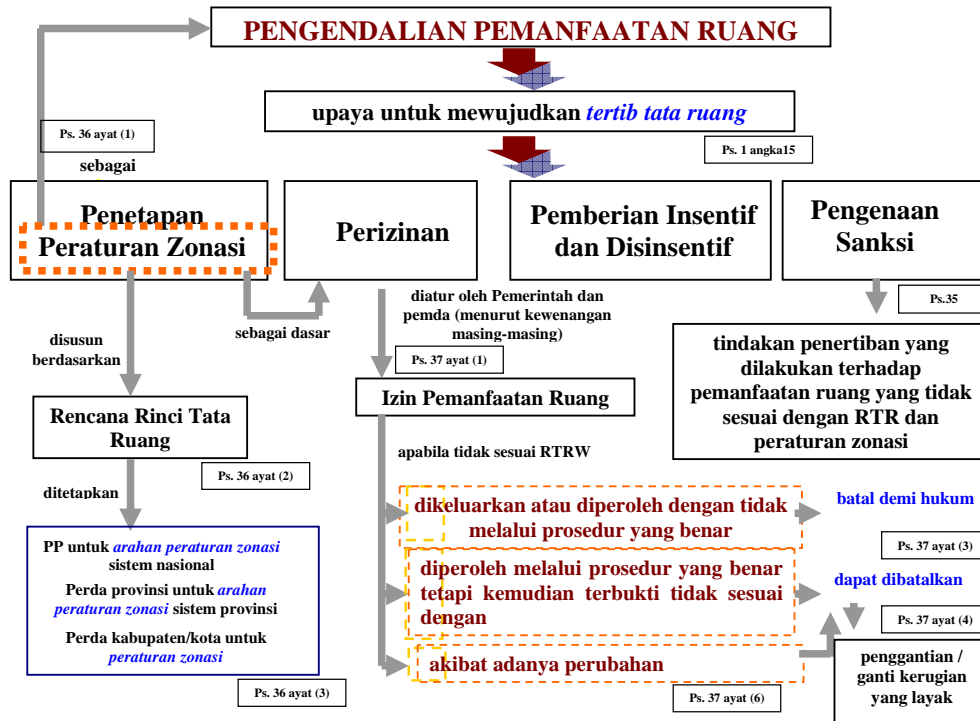 PENGENDALIAN PEMANFAATAN RUANG
upaya untuk mewujudkan tertib tata ruang
Ps. 36 ayat (1)
Ps. 1 angka15
sebagai
Penetapan
Peraturan Zonasi
Perizinan
Pemberian Insentif
dan Disinsentif
Pengenaan
Sanksi
Ps.35
diatur oleh Pemerintah dan
pemda (menurut kewenangan
masing-masing)
sebagai dasar
disusun
berdasarkan
Ps. 37 ayat (1)
tindakan penertiban yang
dilakukan terhadap
pemanfaatan ruang yang tidak
sesuai dengan RTR dan
peraturan zonasi
Izin Pemanfaatan Ruang
Rencana Rinci Tata
Ruang
apabila tidak sesuai RTRW
Ps. 36 ayat (2)
ditetapkan
dikeluarkan atau diperoleh dengan tidak
melalui prosedur yang benar
batal demi hukum
Ps. 37 ayat (3)
PP untuk arahan peraturan zonasi
sistem nasional
Perda provinsi untuk arahan
peraturan zonasi sistem provinsi
Perda kabupaten/kota untuk
peraturan zonasi
Ps. 36 ayat (3)
diperoleh melalui prosedur yang benar
tetapi kemudian terbukti tidak sesuai
dengan
dapat dibatalkan
Ps. 37 ayat (4)
akibat adanya perubahan
Ps. 37 ayat (6)
penggantian /
ganti kerugian
yang layak